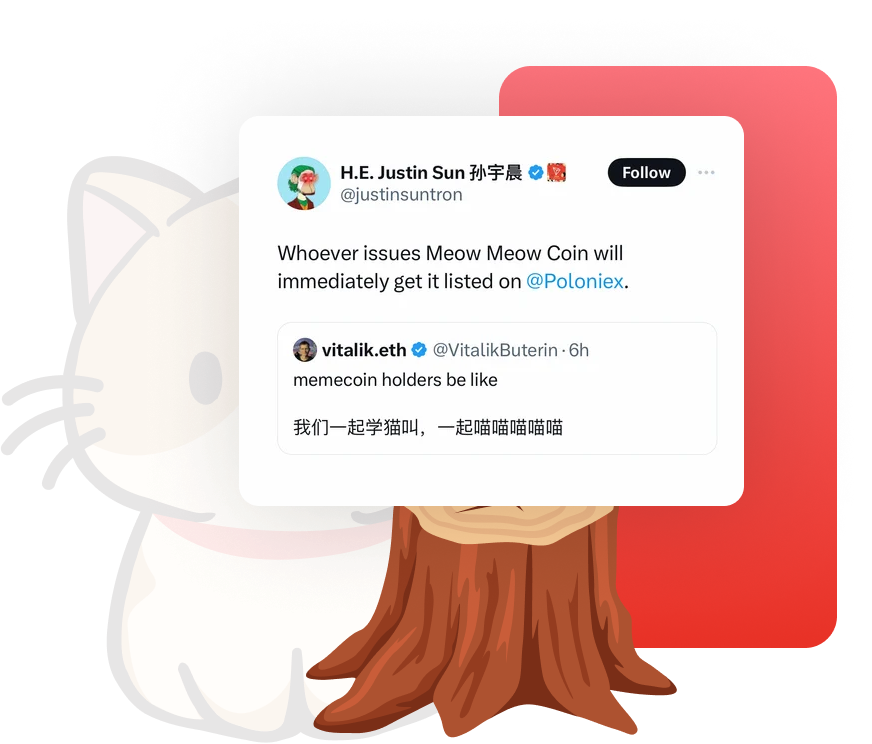 H.E. Justin Sun 孙宇晨
Follow
@justinsuntron
Whoever issues Meow Meow Coin will
immediately get it listed on @Poloniex.
vitalik.eth @VitalikButerin · 6h
memecoin holders be like
我们一起学猫叫，一起喵喵喵喵喵